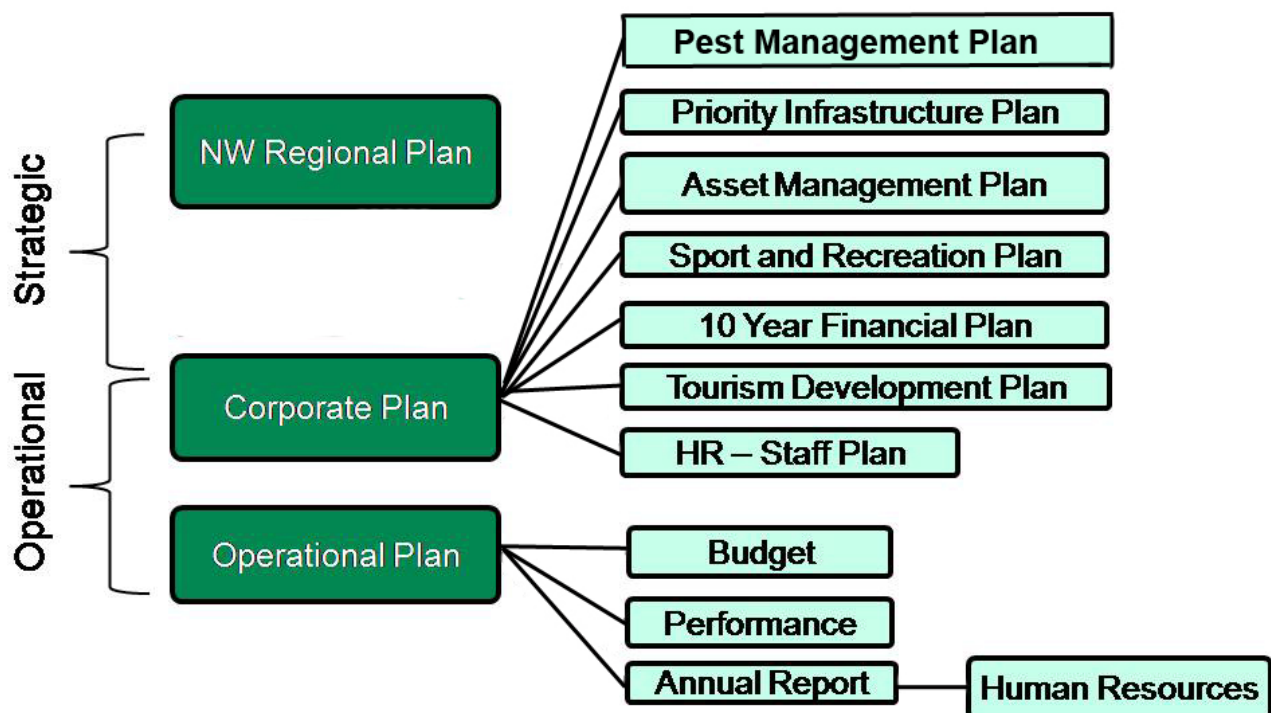 Strategic
Operational
NW Regional Plan
Corporate Plan
Operational Plan
Pest Management Plan
Priority Infrastructure Plan
Asset Management Plan
Sport and Recreation Plan
10 Year Financial Plan
Tourism Development Plan
HR – Staff Plan
Budget
Performance
Annual Report
Human Resources